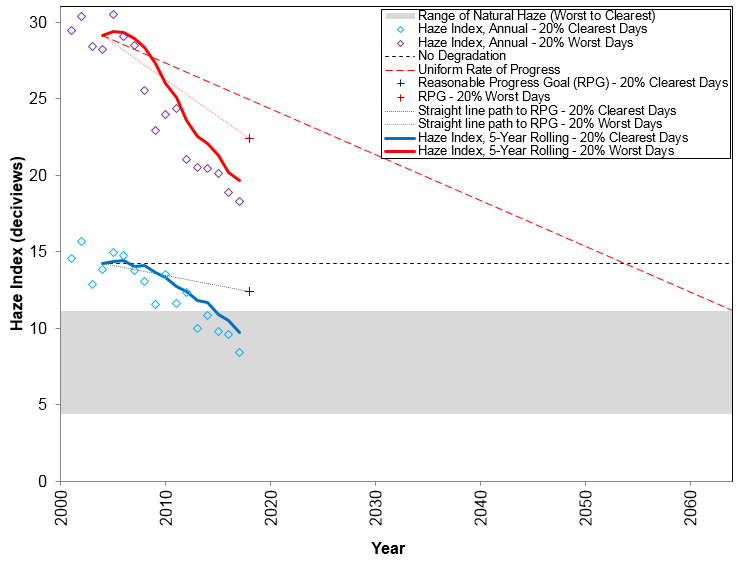 30
25
20
15
10
5
0
Haze Index (deciviews)
Range of Natural Haze (Worst to Clearest)
Haze Index, Annual - 20% Clearest Days
Haze Index, Annual - 20% Worst Days
No Degradation
Uniform Rate of Progress
Reasonable Progress Goal (RPG) - 20% Clearest Days
RPG - 20% Worst Days
Straight line path to RPG - 20% Clearest Days
Straight line path to RPG - 20% Worst Days
Haze Index, 5-Year Rolling - 20% Clearest Days
Haze Index, 5-Year Rolling - 20% Worst Days
2000
2010
2020
2030
2040
2050
2060
Year